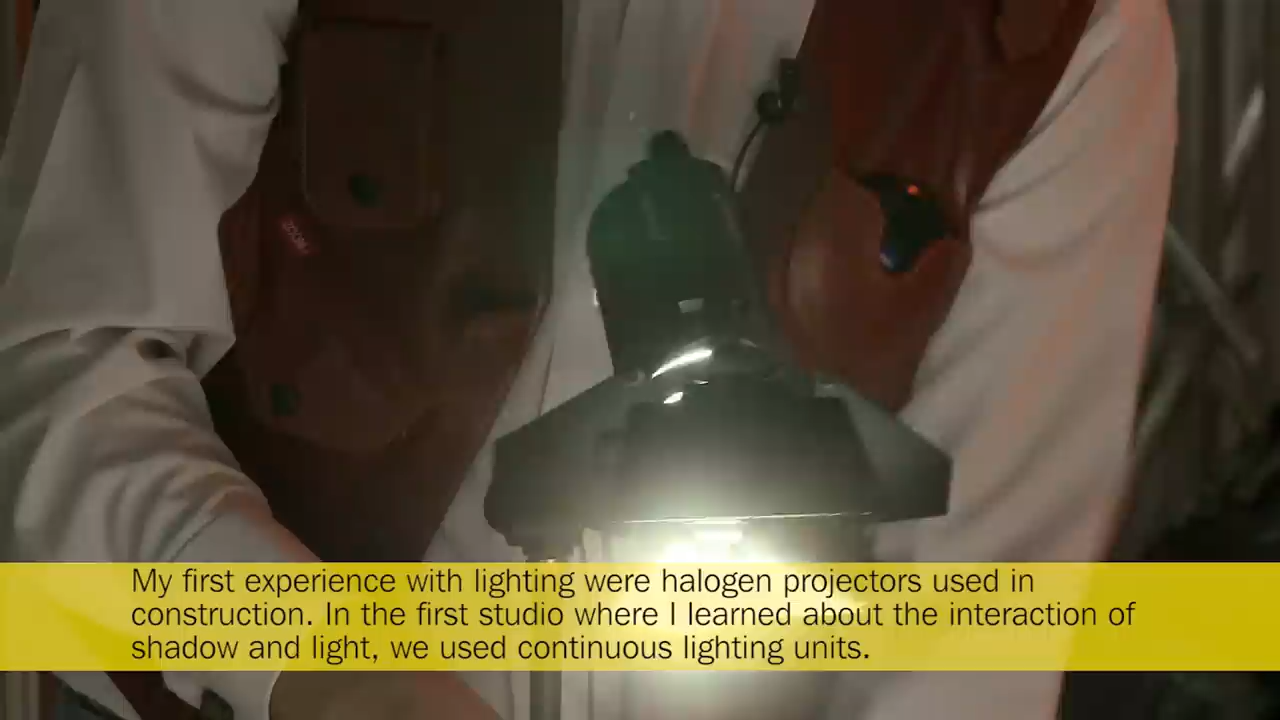 My first experience with lighting were halogen projectors used in
construction. In the first studio where I learned about the interaction of
shadow and light, we used continuous lighting units.